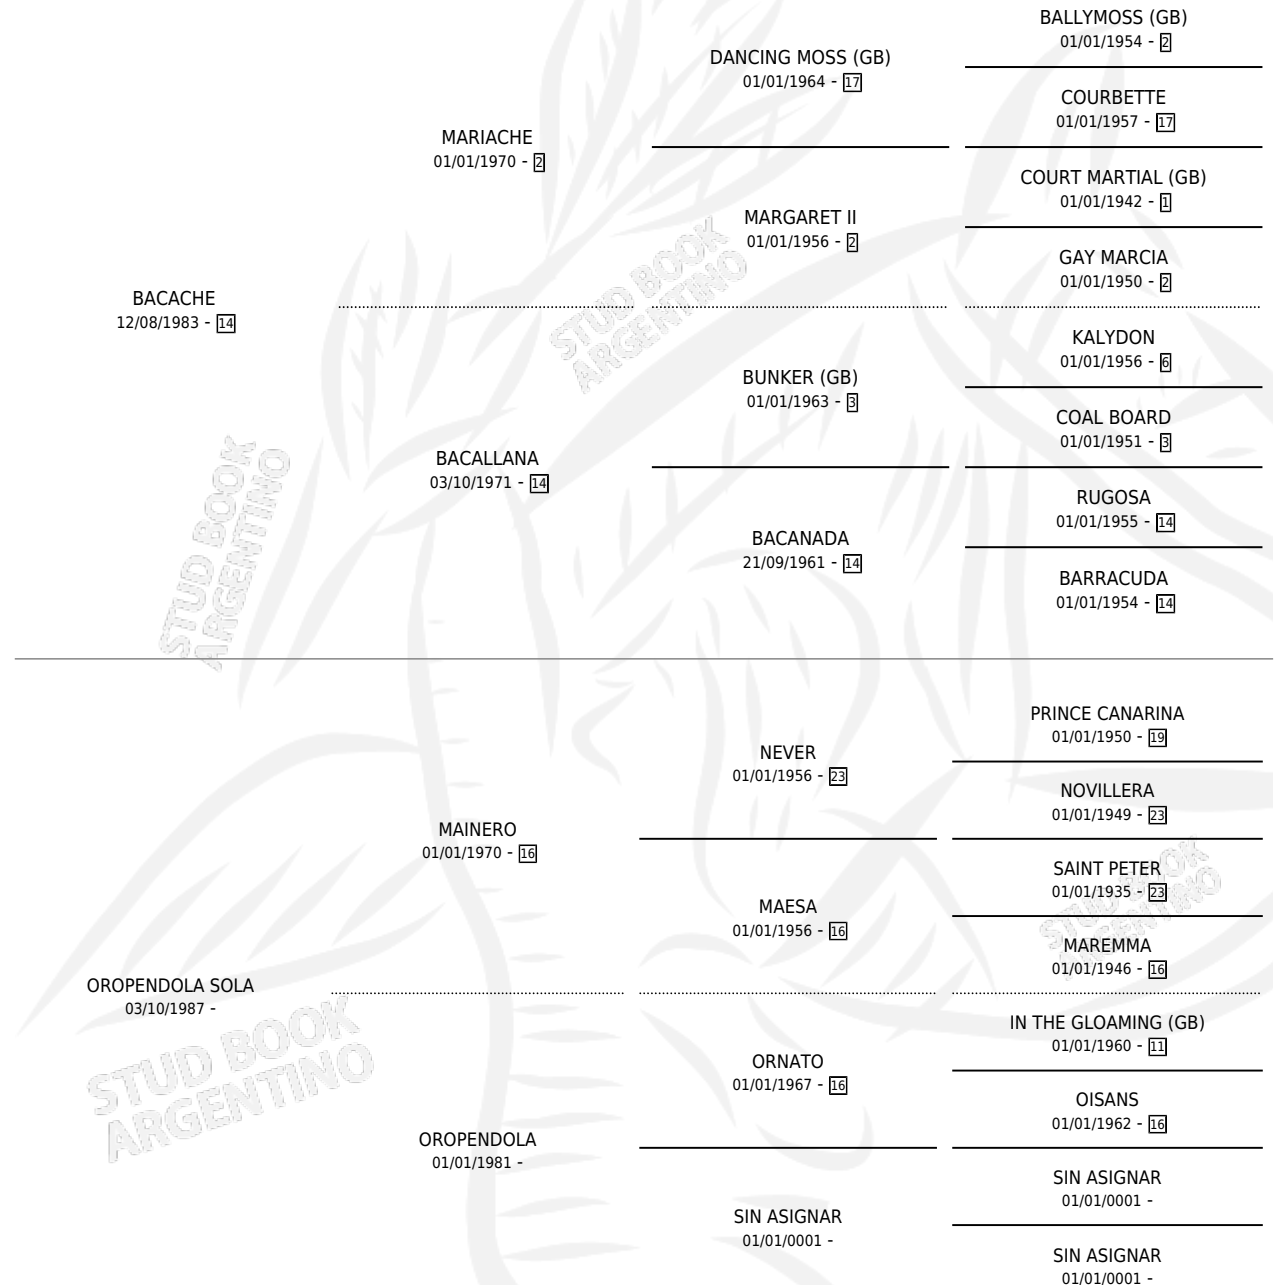 BALLYMOSS (GB)
01/01/1954 - 2
DANCING MOSS (GB)
01/01/1964 - 17
COURBETTE
01/01/1957 - 17
MARIACHE
01/01/1970 - 2
COURT MARTIAL (GB)
01/01/1942 - 1
MARGARET II
01/01/1956 - 2
GAY MARCIA
01/01/1950 - 2
BACACHE
12/08/1983 - 14
STUD BOOK
ARGENTINO
KALYDON
01/01/1956 - 6
BUNKER (GB)
01/01/1963 - 3
COAL BOARD
01/01/1951 - 3
BACALLANA
03/10/1971 - 14
RUGOSA
01/01/1955 - 14
BACANADA
21/09/1961 - 14
BARRACUDA
01/01/1954 - 14
STUD BOOK
ARGENTINO
PRINCE CANARINA
01/01/1950 - 19
NEVER
01/01/1956 - 23
NOVILLERA
01/01/1949 - 23
MAINERO
01/01/1970 - 16
SAINT PETER
01/01/1935 - 23
MAESA
01/01/1956 - 16
MAREMMA
01/01/1946 - 16
STUD BOOK
ARGENTINO
OROPENDOLA SOLA
03/10/1987 -
IN THE GLOAMING (GB)
01/01/1960 - 11
ORNATO
01/01/1967 - 16
OISANS
01/01/1962 - 16
STUD BOOK
ARGENTINO
OROPENDOLA
01/01/1981 -
SIN ASIGNAR
01/01/0001 -
SIN ASIGNAR
01/01/0001 -
SIN ASIGNAR
01/01/0001 -